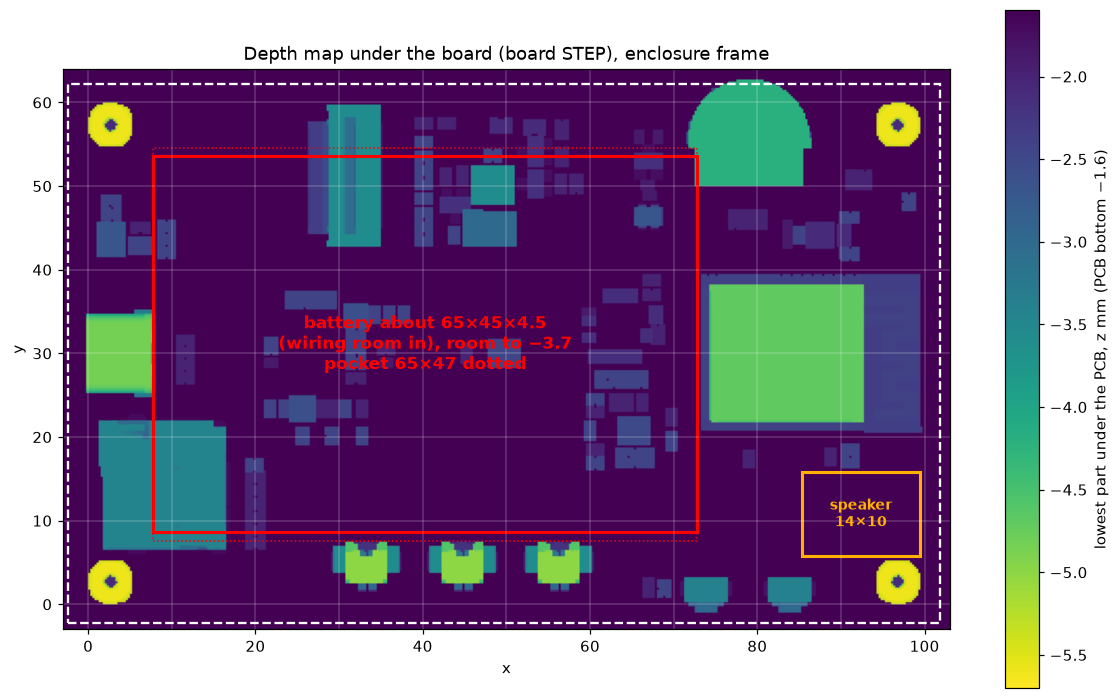 Depth map under the board (board STEP), enclosure frame
60
50
40
30
20
10
0
y
0
20
40
60
80
100
x
battery about 65×45×4.5
(wiring room in), room to −3.7
pocket 65×47 dotted
speaker
14×10
−2.0
−2.5
−3.0
−3.5
−4.0
−4.5
−5.0
−5.5
lowest part under the PCB, z mm (PCB bottom −1.6)